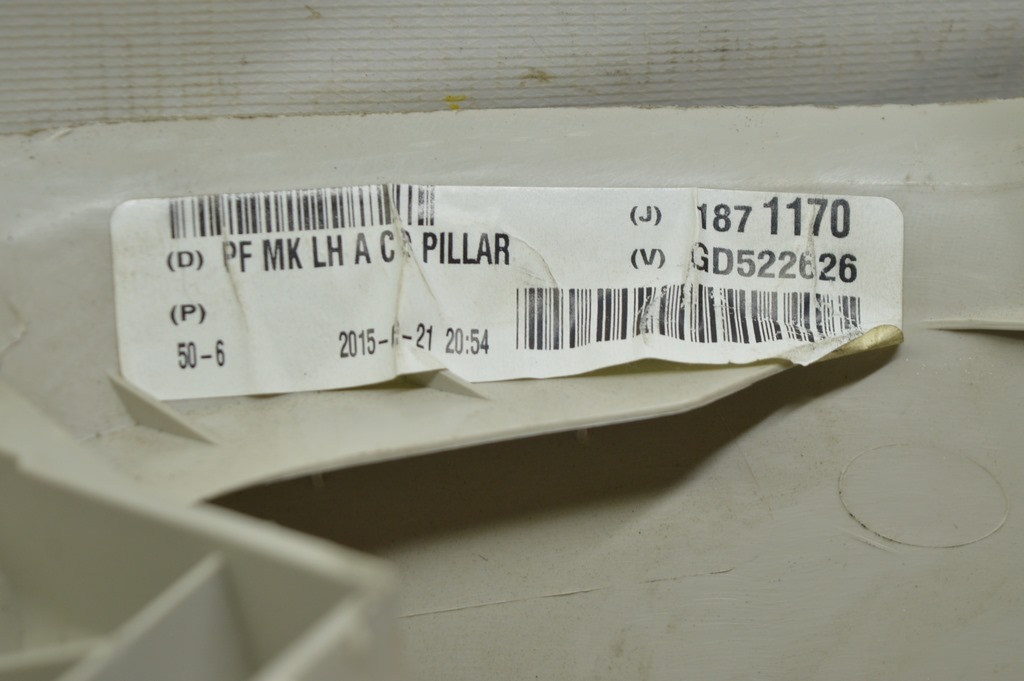 (D) PF MK LH A C PILLAR
(J) 187 1170
(V) GD522626
(P)
50-6
2015- -21 20:54